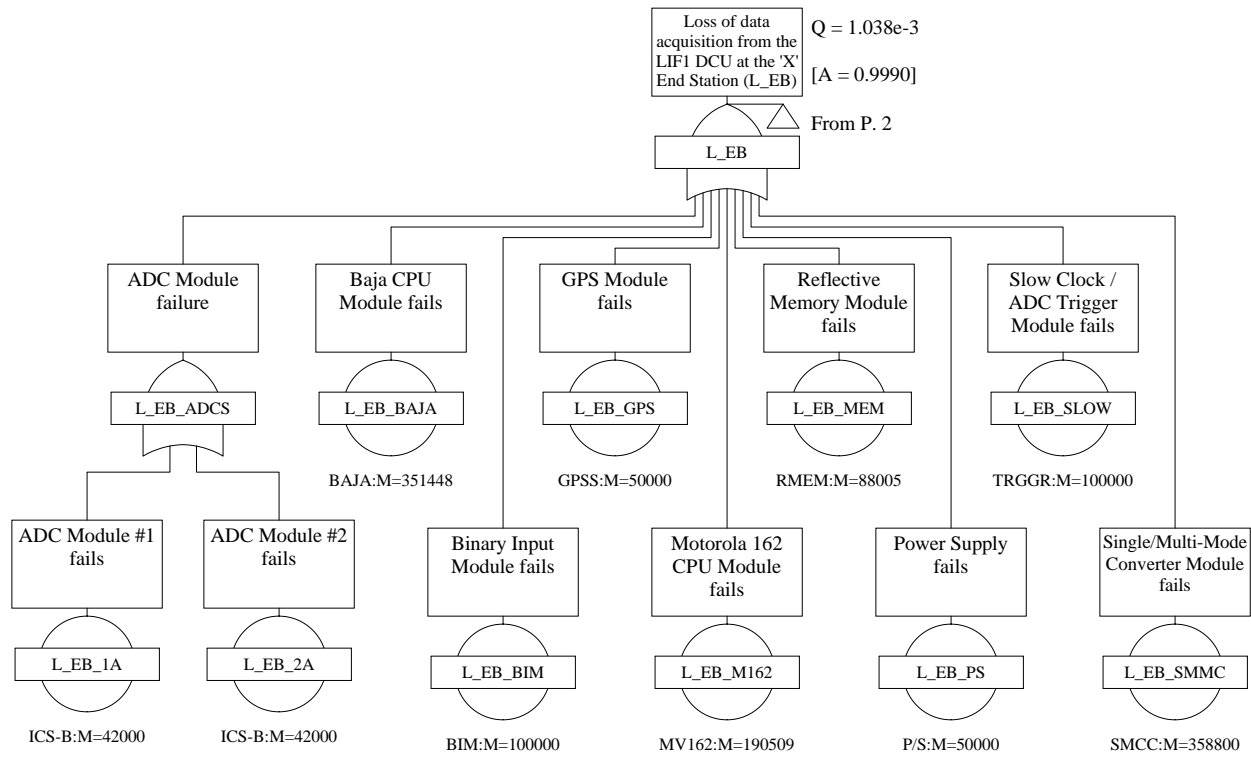 Loss of data
acquisition from the
LIF1 DCU at the 'X'
End Station (L_EB)
Q = 1.038e-3
[A = 0.9990]
From P. 2
L_EB
ADC Module
failure
L_EB_ADCS
Baja CPU
Module fails
L_EB_BAJA
BAJA:M=351448
GPS Module
fails
L_EB_GPS
GPSS:M=50000
Reflective
Memory Module
fails
L_EB_MEM
RMEM:M=88005
Slow Clock /
ADC Trigger
Module fails
L_EB_SLOW
TRGGR:M=100000
ADC Module #1
fails
L_EB_1A
ICS-B:M=42000
ADC Module #2
fails
L_EB_2A
ICS-B:M=42000
Binary Input
Module fails
L_EB_BIM
BIM:M=100000
Motorola 162
CPU Module
fails
L_EB_M162
MV162:M=190509
Power Supply
fails
L_EB_PS
P/S:M=50000
Single/Multi-Mode
Converter Module
fails
L_EB_SMMC
SMCC:M=358800